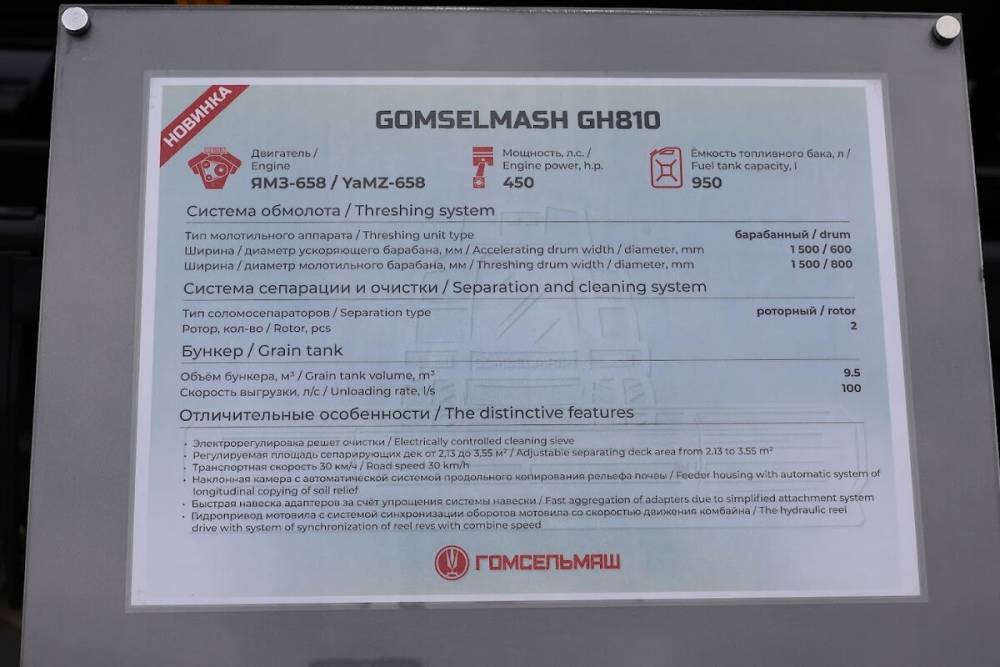 НОВИНКА
GOMSELMASH GH810
Двигатель /
Engine
ЯМЗ-658 / YaMZ-658
Мощность, л.с. /
Engine power, h.p.
450
Ёмкость топливного бака, л /
Fuel tank capacity, l
950
Система обмолота / Threshing system
Тип молотильного аппарата / Threshing unit type барабанный / drum
Ширина / диаметр ускоряющего барабана, мм / Accelerating drum width / diameter, mm 1 500 / 600
Ширина / диаметр молотильного барабана, мм / Threshing drum width / diameter, mm 1 500 / 800
Система сепарации и очистки / Separation and cleaning system
Тип соломосепараторов / Separation type роторный / rotor
Ротор, кол-во / Rotor, pcs 2
Бункер / Grain tank
Объём бункера, м³ / Grain tank volume, m³ 9.5
Скорость выгрузки, л/с / Unloading rate, l/s 100
Отличительные особенности / The distinctive features
· Электрорегулировка решет очистки / Electrically controlled cleaning sieve
· Регулируемая площадь сепарирующих дек от 2,13 до 3,55 м² / Adjustable separating deck area from 2.13 to 3.55 m²
· Транспортная скорость 30 км/ч / Road speed 30 km/h
· Наклонная камера с автоматической системой продольного копирования рельефа почвы / Feeder housing with automatic system of
longitudinal copying of soil relief
· Быстрая навеска адаптеров за счёт упрощения системы навески / Fast aggregation of adapters due to simplified attachment system
· Гидропривод мотовила с системой синхронизации оборотов мотовила со скоростью движения комбайна / The hydraulic reel
drive with system of synchronization of reel revs with combine speed
ГОМСЕЛЬМАШ